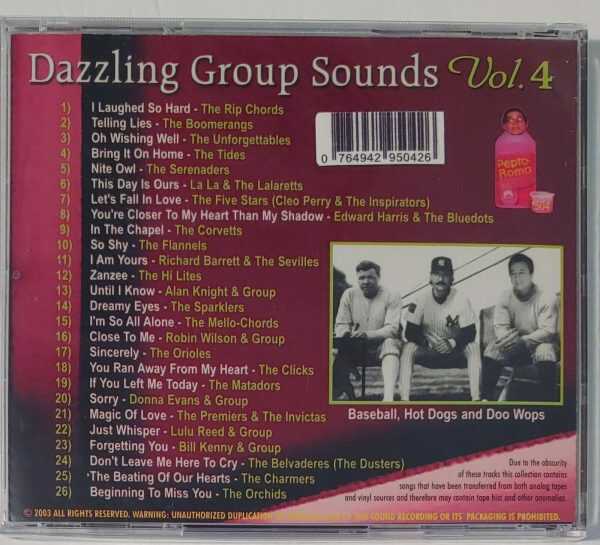 Dazzling Group Sounds Vol. 4
1) I Laughed So Hard - The Rip Chords
2) Telling Lies - The Boomerangs
3) Oh Wishing Well - The Unforgettables
4) Bring It On Home - The Tides
5) Nite Owl - The Serenaders
6) This Day Is Ours - La La & The Lalaretts
7) Let's Fall In Love - The Five Stars (Cleo Perry & The Inspirators)
8) You're Closer To My Heart Than My Shadow - Edward Harris & The Bluedots
9) In The Chapel - The Corvetts
10) So Shy - The Flannels
11) I Am Yours - Richard Barrett & The Sevilles
12) Zanzee - The Hi Lites
13) Until I Know - Alan Knight & Group
14) Dreamy Eyes - The Sparklers
15) I'm So All Alone - The Mello-Chords
16) Close To Me - Robin Wilson & Group
17) Sincerely - The Orioles
18) You Ran Away From My Heart - The Clicks
19) If You Left Me Today - The Matadors
20) Sorry - Donna Evans & Group
21) Magic Of Love - The Premiers & The Invictas
22) Just Whisper - Lulu Reed & Group
23) Forgetting You - Bill Kenny & Group
24) Don't Leave Me Here To Cry - The Belvaderes (The Dusters)
25) 'The Beating Of Our Hearts - The Charmers
26) Beginning To Miss You - The Orchids
0 764942 950426
Pepto-
Romo
Baseball, Hot Dogs and Doo Wops
Due to the obscurity
of these tracks this collection contains
songs that have been transferred from both analog tapes
and vinyl sources and therefore may contain tape hist and other anomalies.
© 2003 ALL RIGHTS RESERVED. WARNING: UNAUTHORIZED DUPLICATION OF SOUND RECORDING OR ITS PACKAGING IS PROHIBITED.